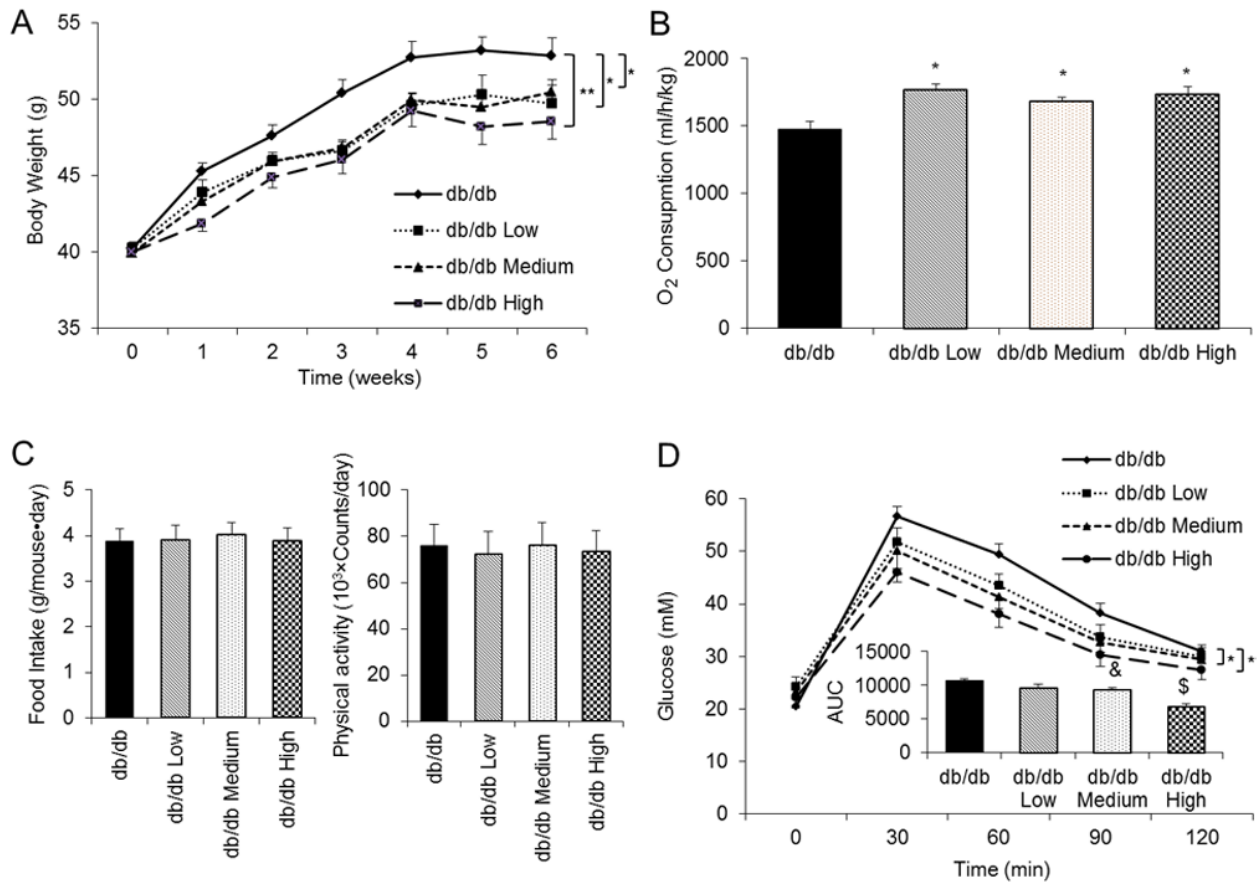 A
55
50
45
40
35
Body Weight (g)
db/db
db/db Low
db/db Medium
db/db High
** * *
0 1 2 3 4 5 6
Time (weeks)
B
2000
1500
1000
500
0
O2 Consupmtion (ml/h/kg)
* * *
db/db db/db Low db/db Medium db/db High
C
5
4
3
2
1
0
Food Intake (g/mouse•day)
db/db
db/db Low
db/db Medium
db/db High
100
80
60
40
20
0
Physical activity (10³×Counts/day)
db/db
db/db Low
db/db Medium
db/db High
D
db/db
db/db Low
db/db Medium
db/db High
60
50
40
30
20
10
0
Glucose (mM)
* *
15000
10000
5000
0
AUC
& $
db/db db/db Low db/db Medium db/db High
0 30 60 90 120
Time (min)